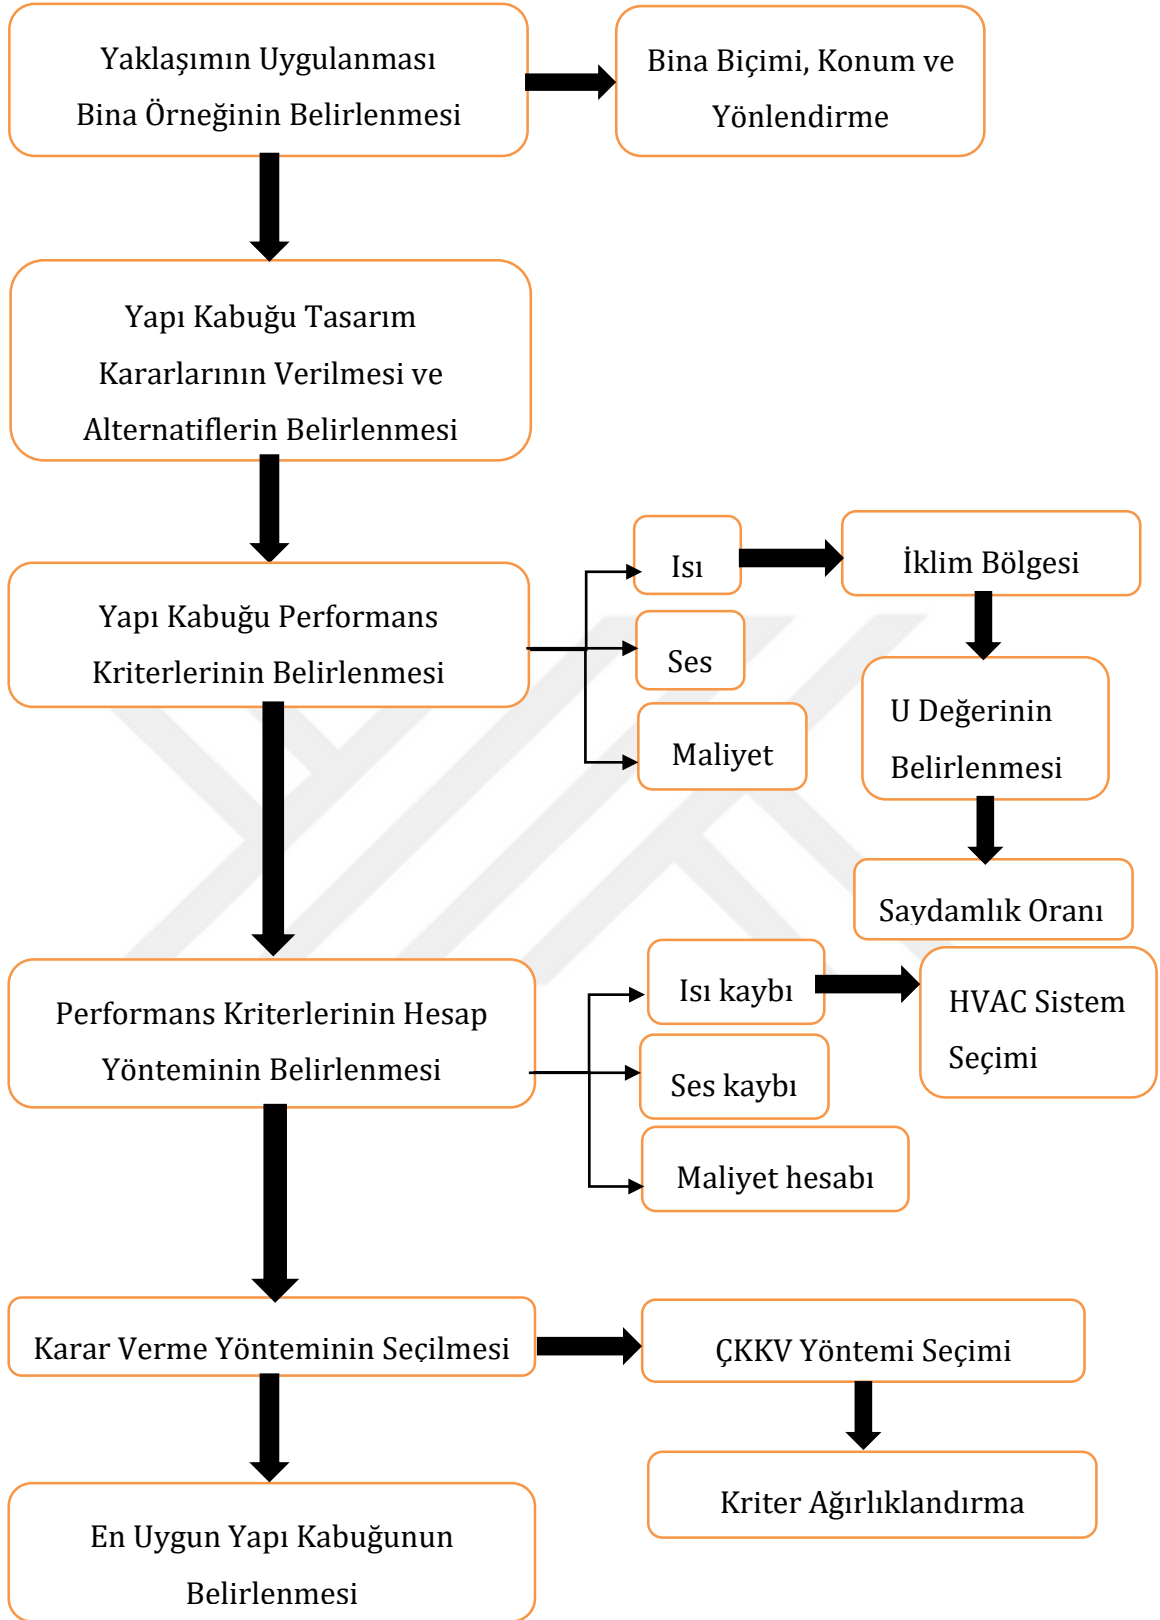 Yaklaşımın Uygulanması
Bina Örneğinin Belirlenmesi
Bina Biçimi, Konum ve
Yönlendirme
Yapı Kabuğu Tasarım
Kararlarının Verilmesi ve
Alternatiflerin Belirlenmesi
Yapı Kabuğu Performans
Kriterlerinin Belirlenmesi
Isı
Ses
Maliyet
İklim Bölgesi
U Değerinin
Belirlenmesi
Saydamlık Oranı
Performans Kriterlerinin Hesap
Yönteminin Belirlenmesi
Isı kaybı
Ses kaybı
Maliyet hesabı
HVAC Sistem
Seçimi
Karar Verme Yönteminin Seçilmesi
ÇKKV Yöntemi Seçimi
Kriter Ağırlıklandırma
En Uygun Yapı Kabuğunun
Belirlenmesi